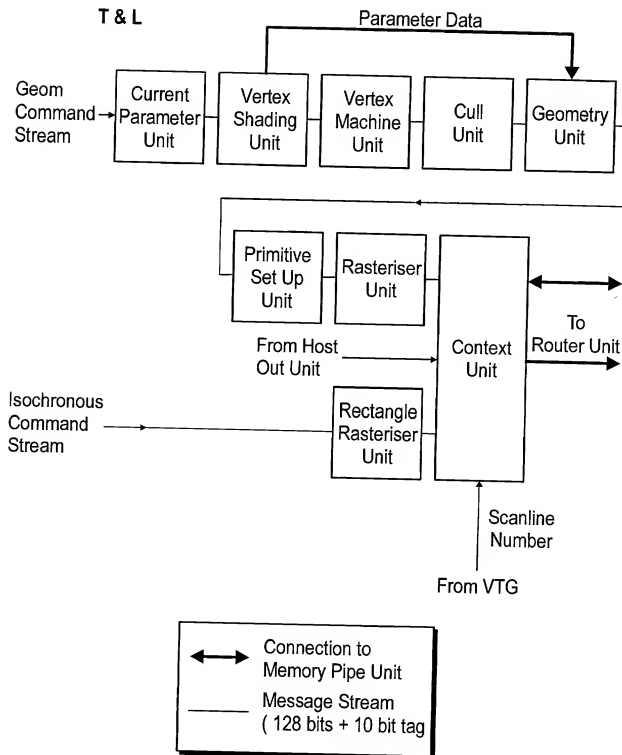 T & L
Parameter Data
Geom
Command
Stream
Current
Parameter
Unit
Vertex
Shading
Unit
Vertex
Machine
Unit
Cull
Unit
Geometry
Unit
Primitive
Set Up
Unit
Rasteriser
Unit
Context
Unit
To
Router Unit
From Host
Out Unit
Isochronous
Command
Stream
Rectangle
Rasteriser
Unit
Scanline
Number
From VTG
Connection to
Memory Pipe Unit
Message Stream
( 128 bits + 10 bit tag